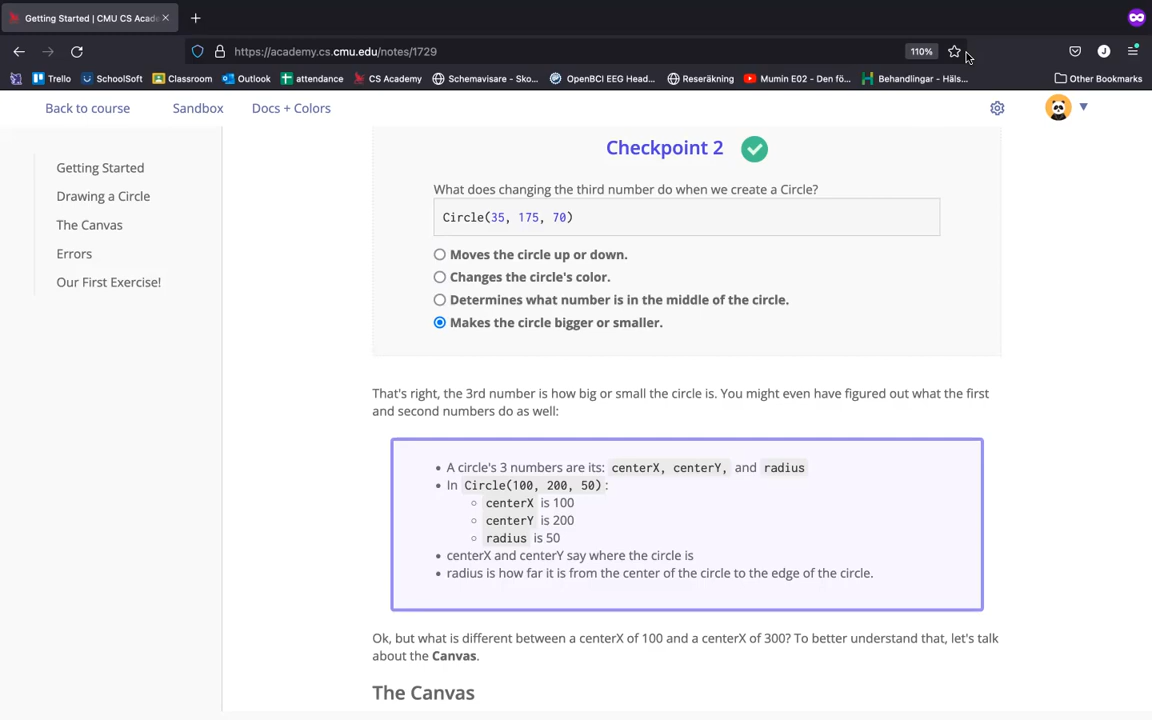 Getting Started | CMU CS Acade
https://academy.cs.cmu.edu/notes/1729
110%
J
Trello
SchoolSoft
Classroom
Outlook
attendance
CS Academy
Schemavisare - Sko...
OpenBCI EEG Head...
Reseräkning
Mumin E02 - Den fö...
Behandlingar - Häls...
Other Bookmarks
Back to course
Sandbox
Docs + Colors
Getting Started
Drawing a Circle
The Canvas
Errors
Our First Exercise!
Checkpoint 2
What does changing the third number do when we create a Circle?
Circle(35, 175, 70)
Moves the circle up or down.
Changes the circle's color.
Determines what number is in the middle of the circle.
Makes the circle bigger or smaller.
That's right, the 3rd number is how big or small the circle is. You might even have figured out what the first
and second numbers do as well:
A circle's 3 numbers are its: centerX, centerY, and radius
In Circle(100, 200, 50):
centerX is 100
centerY is 200
radius is 50
centerX and centerY say where the circle is
radius is how far it is from the center of the circle to the edge of the circle.
Ok, but what is different between a centerX of 100 and a centerX of 300? To better understand that, let's talk
about the Canvas.
The Canvas